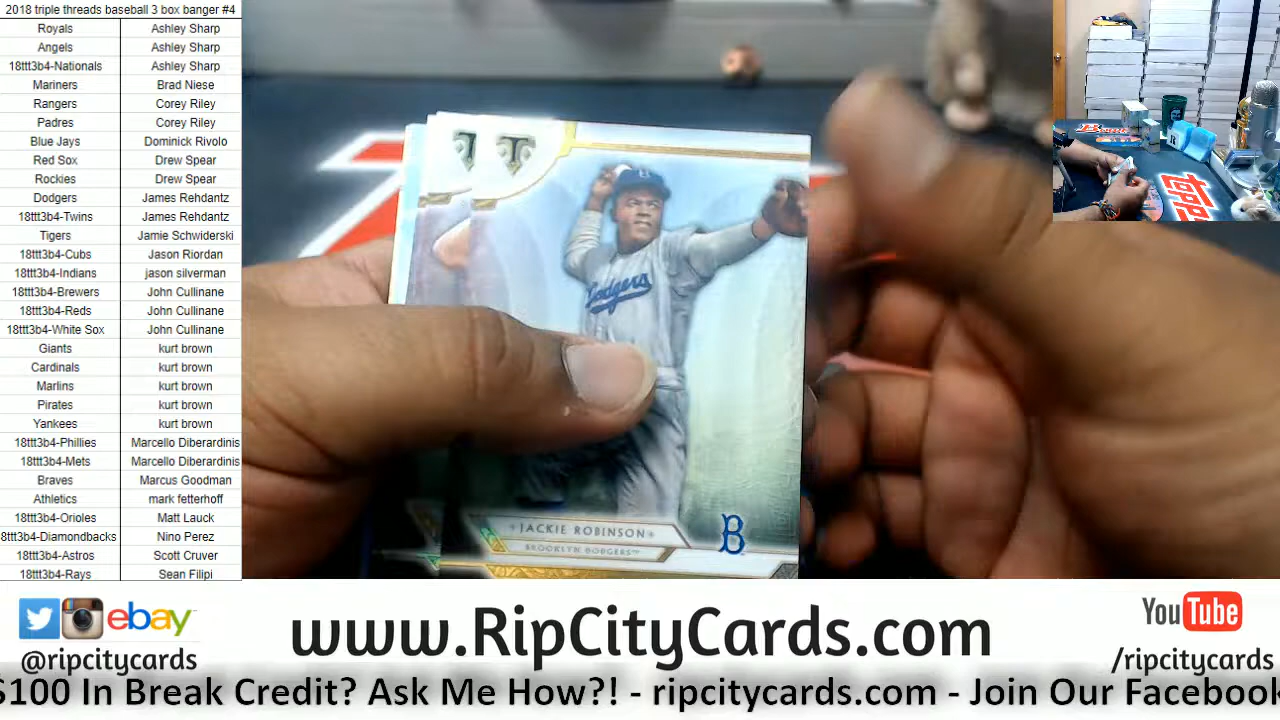 2018 triple threads baseball 3 box banger #4
Royals Ashley Sharp
Angels Ashley Sharp
18ttt3b4-Nationals Ashley Sharp
Mariners Brad Niese
Rangers Corey Riley
Padres Corey Riley
Blue Jays Dominick Rivolo
Red Sox Drew Spear
Rockies Drew Spear
Dodgers James Rehdantz
18ttt3b4-Twins James Rehdantz
Tigers Jamie Schwiderski
18ttt3b4-Cubs Jason Riordan
18ttt3b4-Indians jason silverman
18ttt3b4-Brewers John Cullinane
18ttt3b4-Reds John Cullinane
18ttt3b4-White Sox John Cullinane
Giants kurt brown
Cardinals kurt brown
Marlins kurt brown
Pirates kurt brown
Yankees kurt brown
18ttt3b4-Phillies Marcello Diberardinis
18ttt3b4-Mets Marcello Diberardinis
Braves Marcus Goodman
Athletics mark fetterhoff
18ttt3b4-Orioles Matt Lauck
8ttt3b4-Diamondbacks Nino Perez
18ttt3b4-Astros Scott Cruver
18ttt3b4-Rays Sean Filipi
T T
B
Dodgers
JACKIE ROBINSON
BROOKLYN DODGERS™
B
Topps
ebay
@ripcitycards
www.RipCityCards.com
YouTube
/ripcitycards
$100 In Break Credit? Ask Me How?! - ripcitycards.com - Join Our Facebook